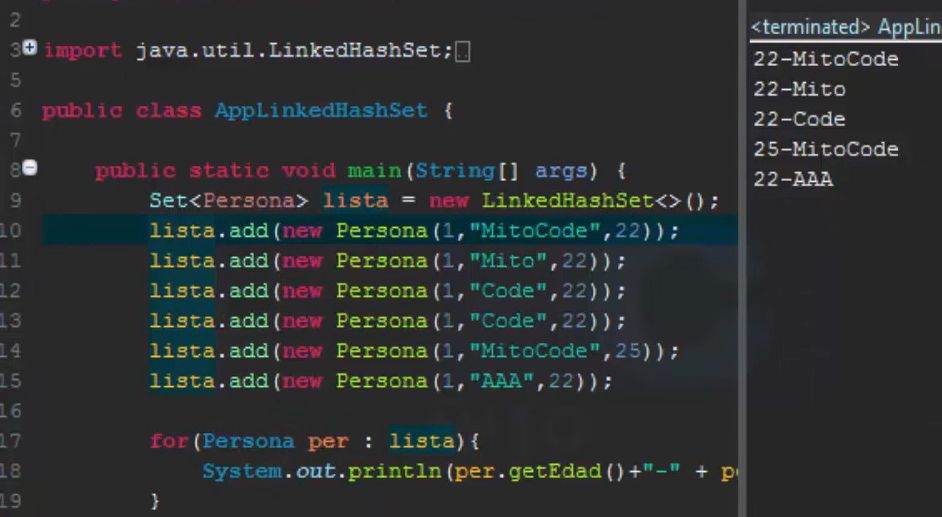 2
3 import java.util.LinkedHashSet;
5
6 public class AppLinkedHashSet {
7
8 public static void main(String[] args) {
9 Set<Persona> lista = new LinkedHashSet<>();
10 lista.add(new Persona(1,"MitoCode",22));
11 lista.add(new Persona(1,"Mito",22));
12 lista.add(new Persona(1,"Code",22));
13 lista.add(new Persona(1,"Code",22));
14 lista.add(new Persona(1,"MitoCode",25));
15 lista.add(new Persona(1,"AAA",22));
16
17 for(Persona per : lista){
18 System.out.println(per.getEdad()+"-" +
19 }
<terminated> AppLin
22-MitoCode
22-Mito
22-Code
25-MitoCode
22-AAA